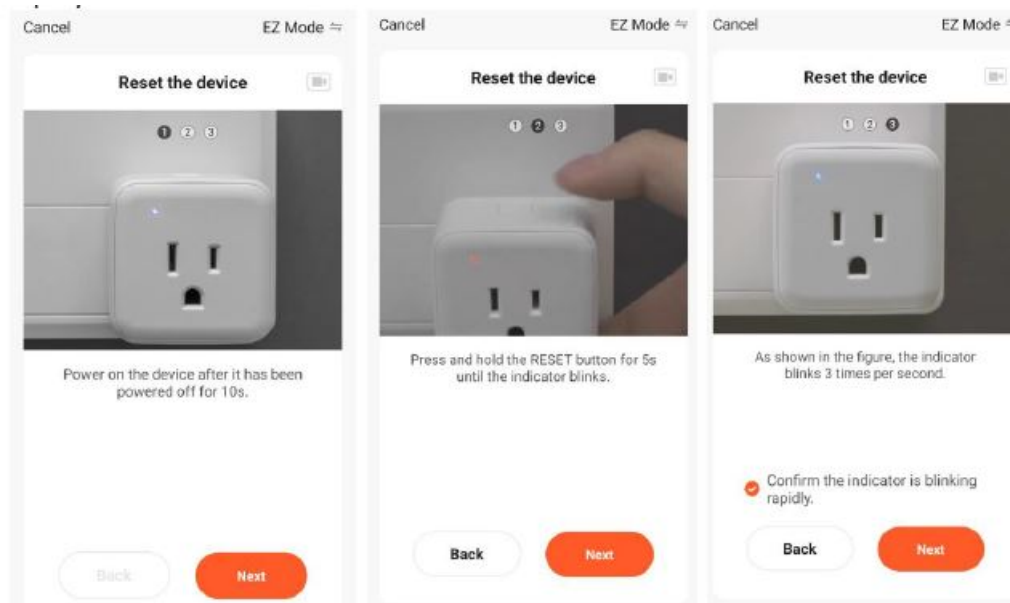 Cancel
EZ Mode ⇋
Reset the device
1 2 3
Power on the device after it has been
powered off for 10s.
Back
Next
Cancel
EZ Mode ⇋
Reset the device
1 2 3
Press and hold the RESET button for 5s
until the indicator blinks.
Back
Next
Cancel
EZ Mode
Reset the device
1 2 3
As shown in the figure, the indicator
blinks 3 times per second.
Confirm the indicator is blinking
rapidly.
Back
Next